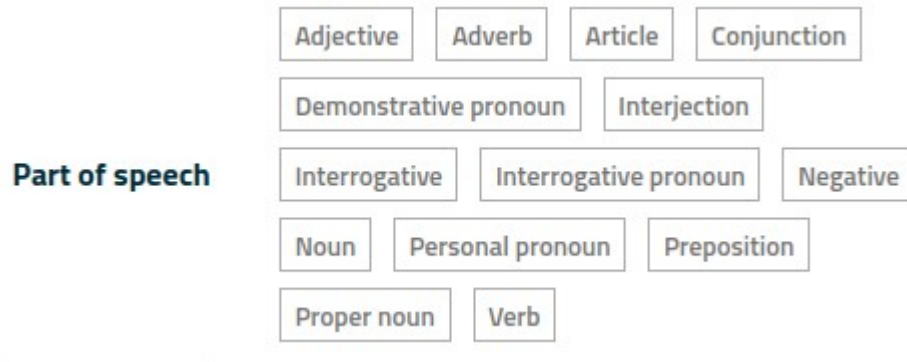 Adjective Adverb Article Conjunction
Demonstrative pronoun Interjection
Part of speech Interrogative Interrogative pronoun Negative
Noun Personal pronoun Preposition
Proper noun Verb